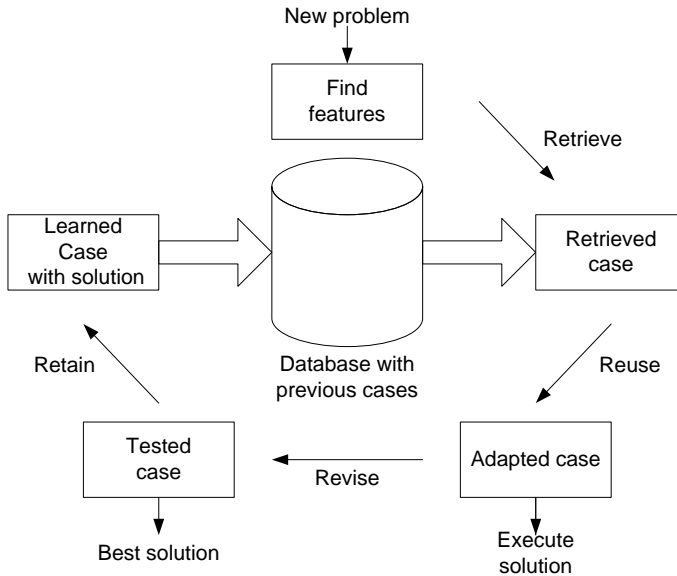 New problem
Find
features
Retrieve
Learned
Case
with solution
Retrieved
case
Database with
previous cases
Retain
Reuse
Tested
case
Revise
Adapted case
Best solution
Execute
solution